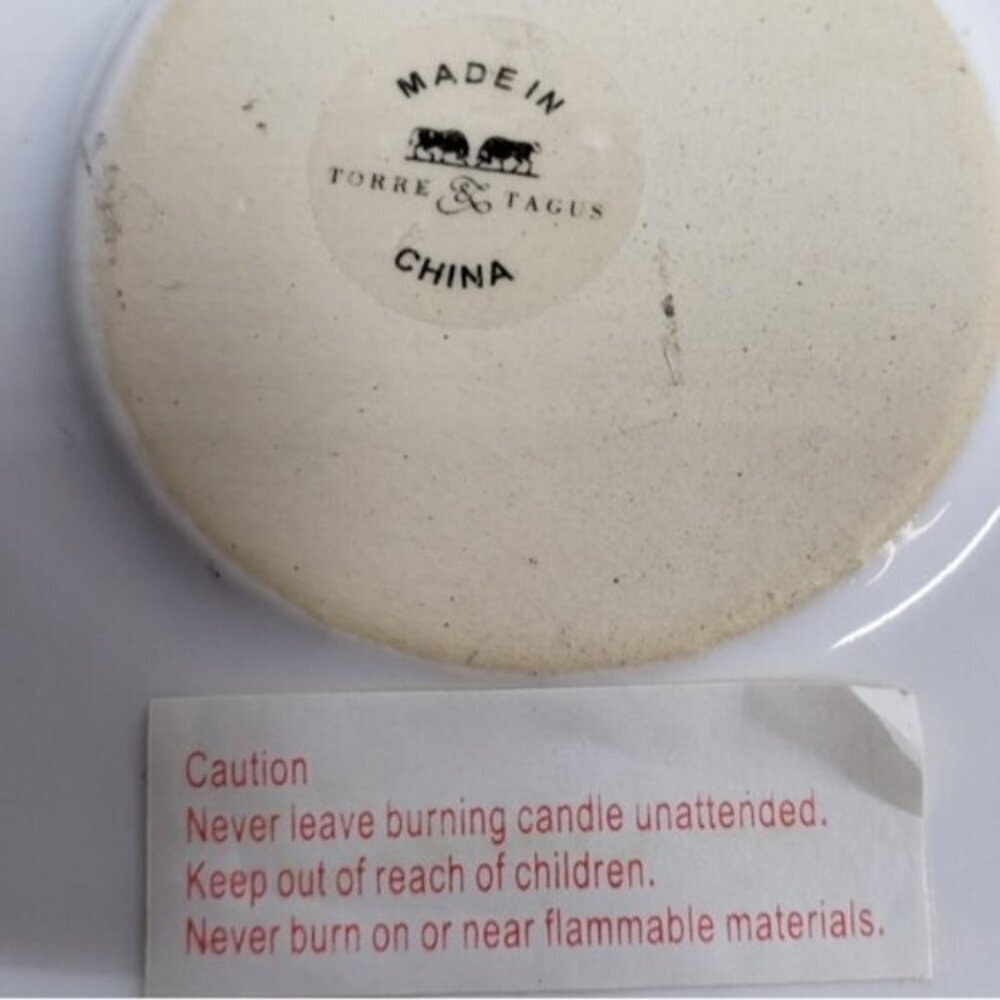 MADE IN
TORRE & TAGUS
CHINA
Caution
Never leave burning candle unattended.
Keep out of reach of children.
Never burn on or near flammable materials.